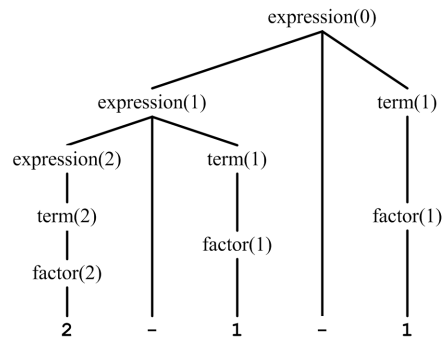 expression(0)
expression(1) term(1)
expression(2) term(1)
term(2) factor(1)
factor(1)
factor(2)
2 - 1 - 1